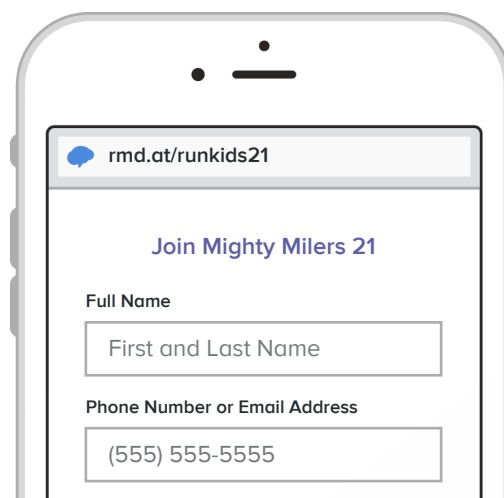 rmd.at/runkids21
Join Mighty Milers 21
Full Name
First and Last Name
Phone Number or Email Address
(555) 555-5555